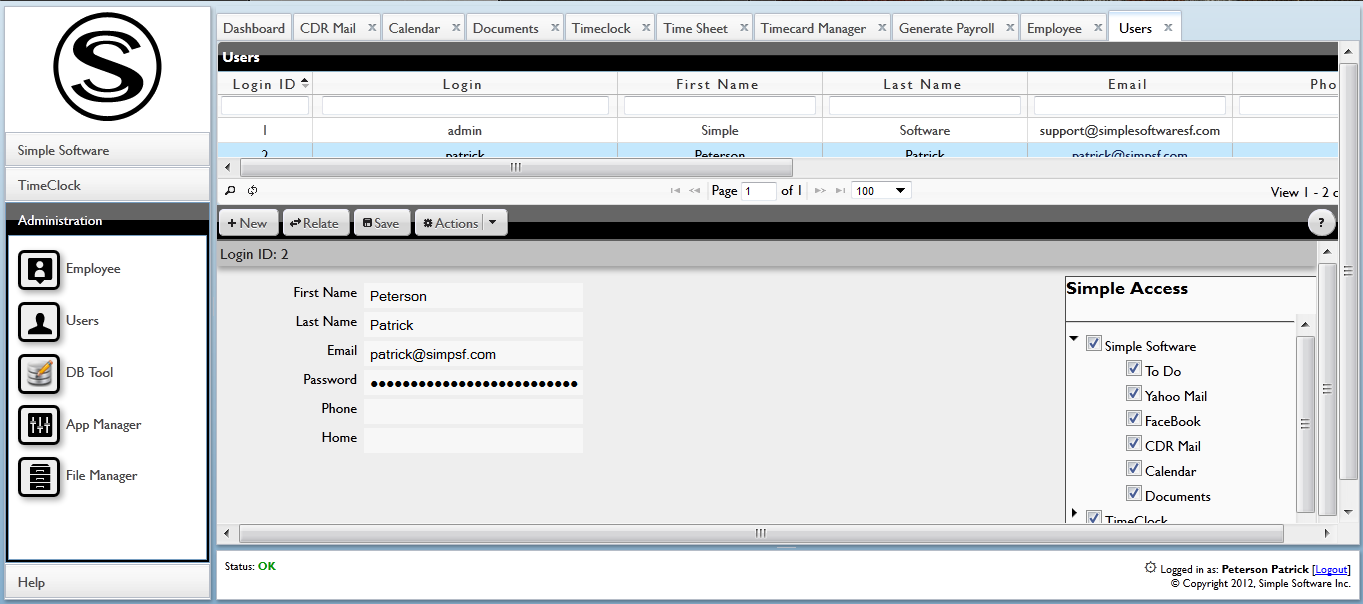 S
Simple Software
TimeClock
Administration
Employee
Users
DB Tool
App Manager
File Manager
Help
Dashboard CDR Mail x Calendar x Documents x Timeclock x Time Sheet x Timecard Manager x Generate Payroll x Employee x Users x
Users
Login ID Login First Name Last Name Email Pho
1 admin Simple Software support@simplesoftwaresf.com
2 patrick Peterson Patrick patrick@simpsf.com
Page 1 of 1 100 View 1 - 2 o
New Relate Save Actions ?
Login ID: 2
First Name Peterson
Last Name Patrick
Email patrick@simpsf.com
Password ••••••••••••••••••••••••••
Phone
Home
Simple Access
Simple Software
To Do
Yahoo Mail
FaceBook
CDR Mail
Calendar
Documents
TimeClock
Status: OK
Logged in as: Peterson Patrick [Logout]
© Copyright 2012, Simple Software Inc.